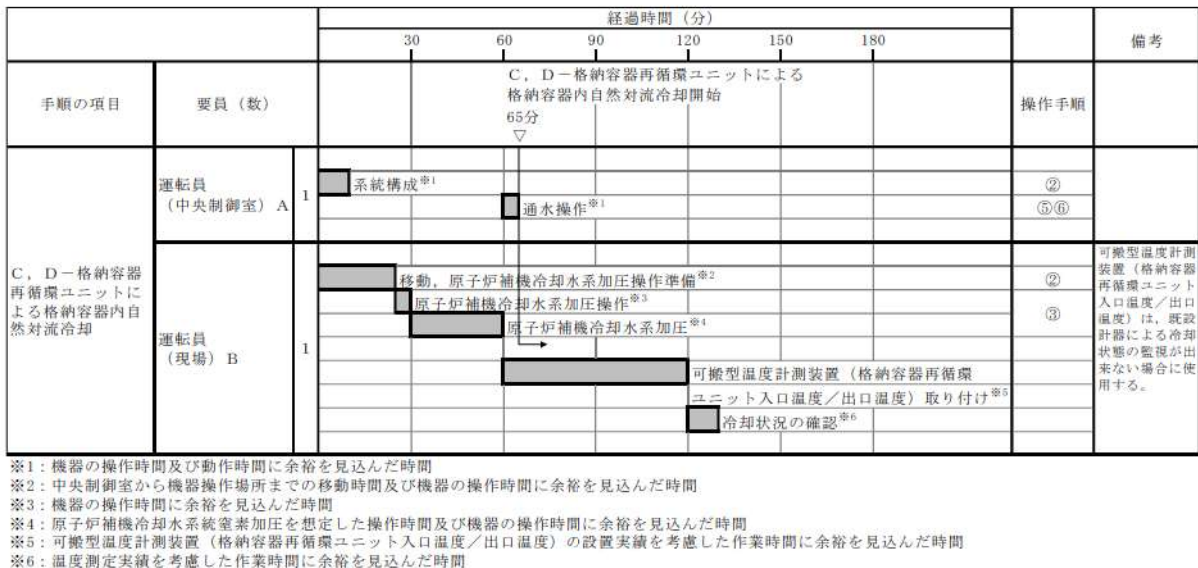 経過時間（分）
30 60 90 120 150 180
備考
手順の項目
要員（数）
C，D－格納容器再循環ユニットによる
格納容器内自然対流冷却開始
65分
▽
操作手順
C，D－格納容器
再循環ユニットに
よる格納容器内自
然対流冷却
運転員
（中央制御室）A
1
系統構成※1
②
通水操作※1
⑤⑥
運転員
（現場）B
1
移動，原子炉補機冷却水系加圧操作準備※2
②
原子炉補機冷却水系加圧操作※3
③
原子炉補機冷却水系加圧※4
可搬型温度計測装置（格納容器再循環
ユニット入口温度／出口温度）取り付け※5
冷却状況の確認※6
可搬型温度計測
装置（格納容器
再循環ユニット
入口温度／出口
温度）は，既設
計器による冷却
状態の監視が出
来ない場合に使
用する。
※1：機器の操作時間及び動作時間に余裕を見込んだ時間
※2：中央制御室から機器操作場所までの移動時間及び機器の操作時間に余裕を見込んだ時間
※3：機器の操作時間に余裕を見込んだ時間
※4：原子炉補機冷却水系統窒素加圧を想定した操作時間及び機器の操作時間に余裕を見込んだ時間
※5：可搬型温度計測装置（格納容器再循環ユニット入口温度／出口温度）の設置実績を考慮した作業時間に余裕を見込んだ時間
※6：温度測定実績を考慮した作業時間に余裕を見込んだ時間